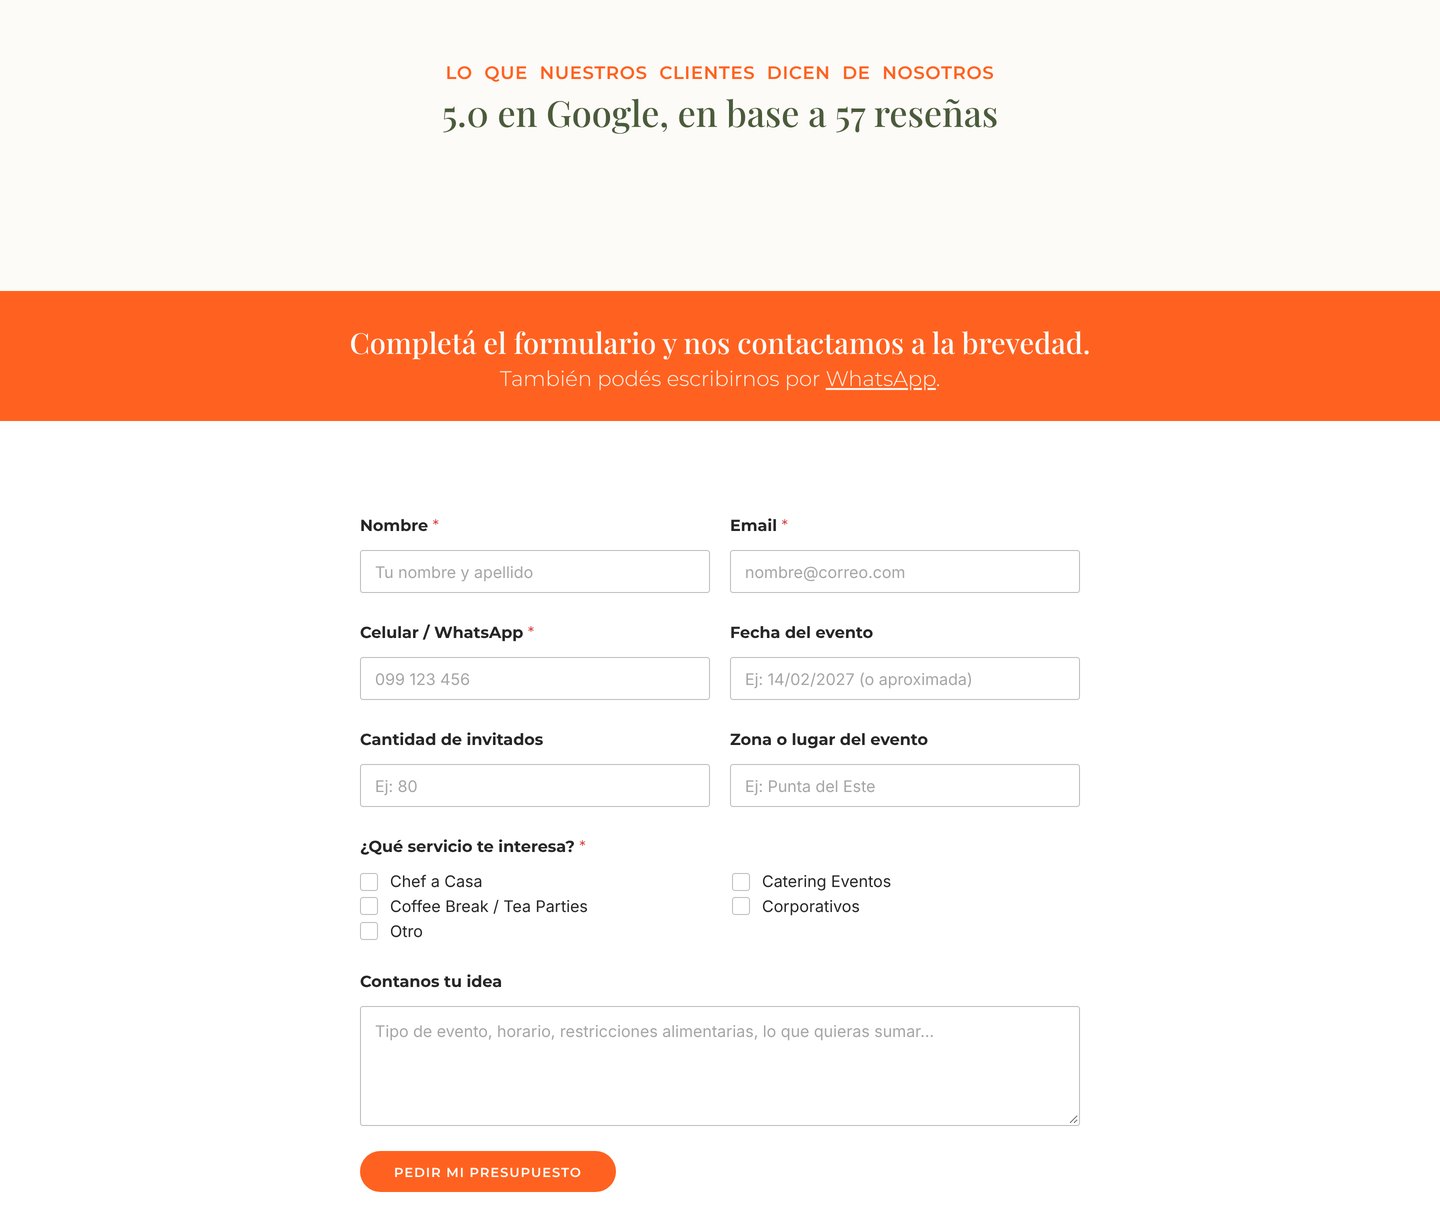 LO QUE NUESTROS CLIENTES DICEN DE NOSOTROS
5.0 en Google, en base a 57 reseñas
Completá el formulario y nos contactamos a la brevedad.
También podés escribirnos por WhatsApp.
Nombre *
Email *
Tu nombre y apellido
nombre@correo.com
Celular / WhatsApp *
Fecha del evento
099 123 456
Ej: 14/02/2027 (o aproximada)
Cantidad de invitados
Zona o lugar del evento
Ej: 80
Ej: Punta del Este
¿Qué servicio te interesa? *
Chef a Casa
Catering Eventos
Coffee Break / Tea Parties
Corporativos
Otro
Contanos tu idea
Tipo de evento, horario, restricciones alimentarias, lo que quieras sumar...
PEDIR MI PRESUPUESTO